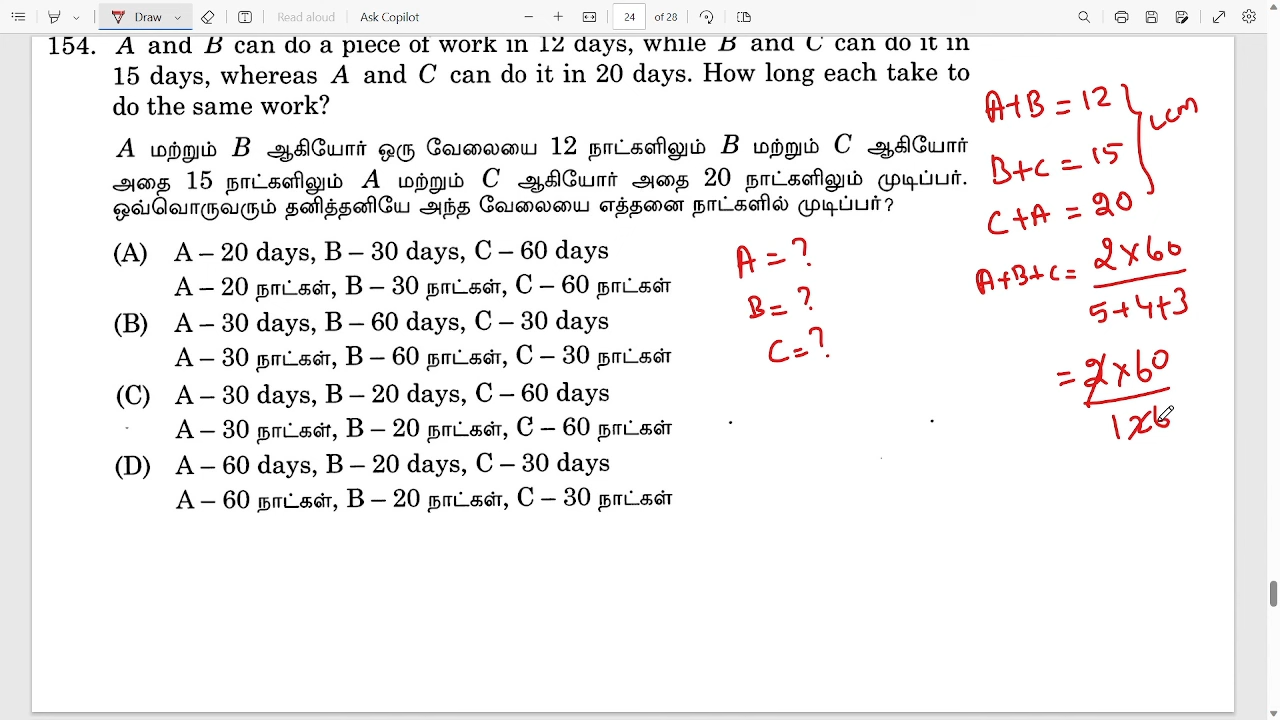 Draw
Read aloud
Ask Copilot
24 of 28
154. A and B can do a piece of work in 12 days, while B and C can do it in
15 days, whereas A and C can do it in 20 days. How long each take to
do the same work?
A மற்றும் B ஆகியோர் ஒரு வேலையை 12 நாட்களிலும் B மற்றும் C ஆகியோர்
அதை 15 நாட்களிலும் A மற்றும் C ஆகியோர் அதை 20 நாட்களிலும் முடிப்பர்.
ஒவ்வொருவரும் தனித்தனியே அந்த வேலையை எத்தனை நாட்களில் முடிப்பர்?
(A) A – 20 days, B – 30 days, C – 60 days
A – 20 நாட்கள், B – 30 நாட்கள், C – 60 நாட்கள்
(B) A – 30 days, B – 60 days, C – 30 days
A – 30 நாட்கள், B – 60 நாட்கள், C – 30 நாட்கள்
(C) A – 30 days, B – 20 days, C – 60 days
A – 30 நாட்கள், B – 20 நாட்கள், C – 60 நாட்கள்
(D) A – 60 days, B – 20 days, C – 30 days
A – 60 நாட்கள், B – 20 நாட்கள், C – 30 நாட்கள்
A = ?
B = ?
C = ?
A+B = 12
B+C = 15
C+A = 20
Lcm
A+B+C = 2×60
5+4+3
= 2×60
1×6